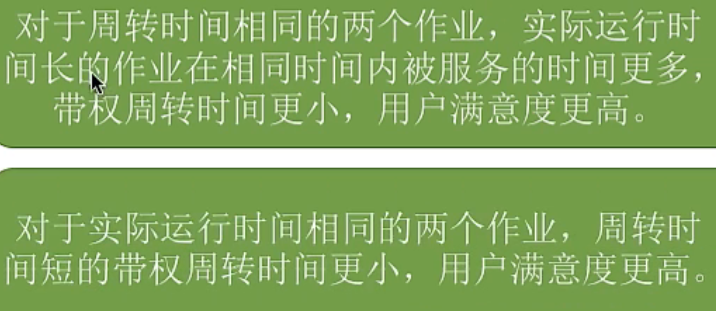 对于周转时间相同的两个作业，实际运行时
间长的作业在相同时间内被服务的时间更多，
带权周转时间更小，用户满意度更高。
对于实际运行时间相同的两个作业，周转时
间短的带权周转时间更小，用户满意度更高。